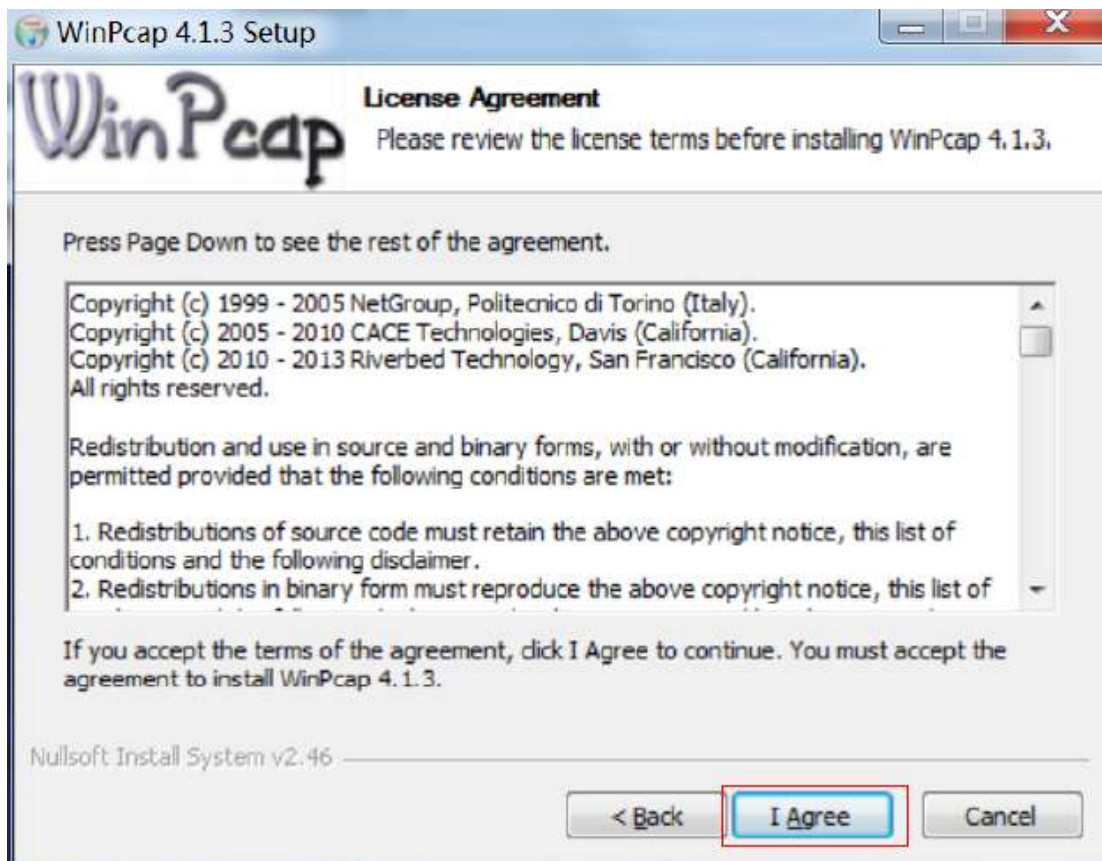 WinPcap 4.1.3 Setup
WinPcap
License Agreement
Please review the license terms before installing WinPcap 4.1.3.
Press Page Down to see the rest of the agreement.
Copyright (c) 1999 - 2005 NetGroup, Politecnico di Torino (Italy).
Copyright (c) 2005 - 2010 CACE Technologies, Davis (California).
Copyright (c) 2010 - 2013 Riverbed Technology, San Francisco (California).
All rights reserved.
Redistribution and use in source and binary forms, with or without modification, are
permitted provided that the following conditions are met:
1. Redistributions of source code must retain the above copyright notice, this list of
conditions and the following disclaimer.
2. Redistributions in binary form must reproduce the above copyright notice, this list of
If you accept the terms of the agreement, click I Agree to continue. You must accept the
agreement to install WinPcap 4.1.3.
Nullsoft Install System v2.46
< Back
I Agree
Cancel